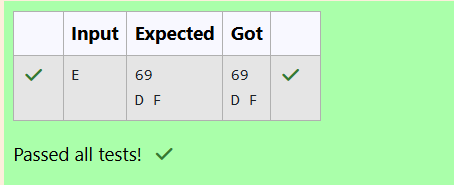 Input Expected Got
E 69 69
D F D F
Passed all tests!